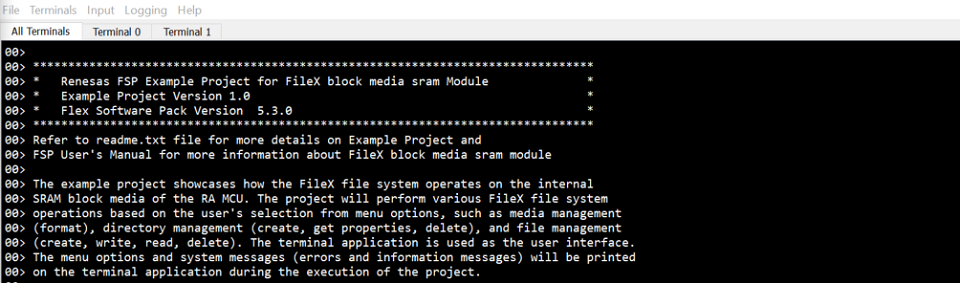 File Terminals Input Logging Help
All Terminals Terminal 0 Terminal 1
00>
00> ******************************************************************************
00> *   Renesas FSP Example Project for FileX block media sram Module              *
00> *   Example Project Version 1.0                                                *
00> *   Flex Software Pack Version  5.3.0                                          *
00> ******************************************************************************
00> Refer to readme.txt file for more details on Example Project and
00> FSP User's Manual for more information about FileX block media sram module
00>
00> The example project showcases how the FileX file system operates on the internal
00> SRAM block media of the RA MCU. The project will perform various FileX file system
00> operations based on the user's selection from menu options, such as media management
00> (format), directory management (create, get properties, delete), and file management
00> (create, write, read, delete). The terminal application is used as the user interface.
00> The menu options and system messages (errors and information messages) will be printed
00> on the terminal application during the execution of the project.